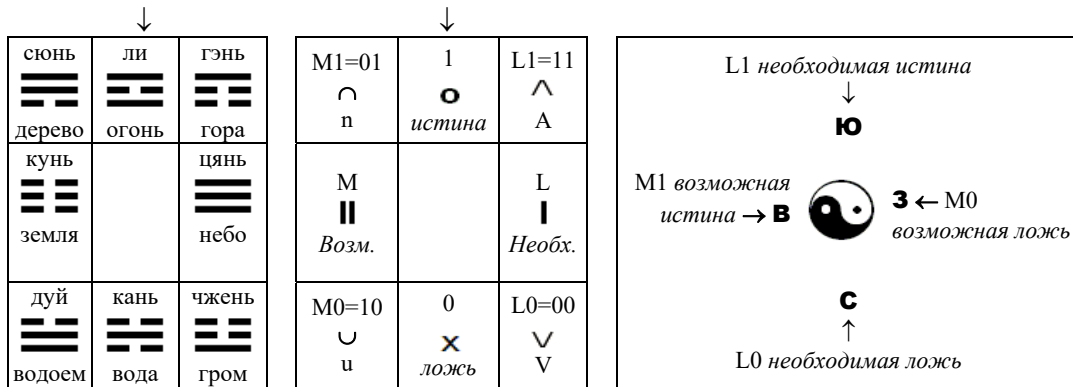 ↓ ↓
сюнь ли гэнь
дерево огонь гора
кунь цянь
земля небо
дуй кань чжень
водоем вода гром
M1=01 1 L1=11
∩ о ∧
n истина A
M L
II I
Возм. Необх.
M0=10 0 L0=00
∪ x ∨
u ложь V
L1 необходимая истина
↓
Ю
M1 возможная
истина → В
З ← M0
возможная ложь
С
↑
L0 необходимая ложь